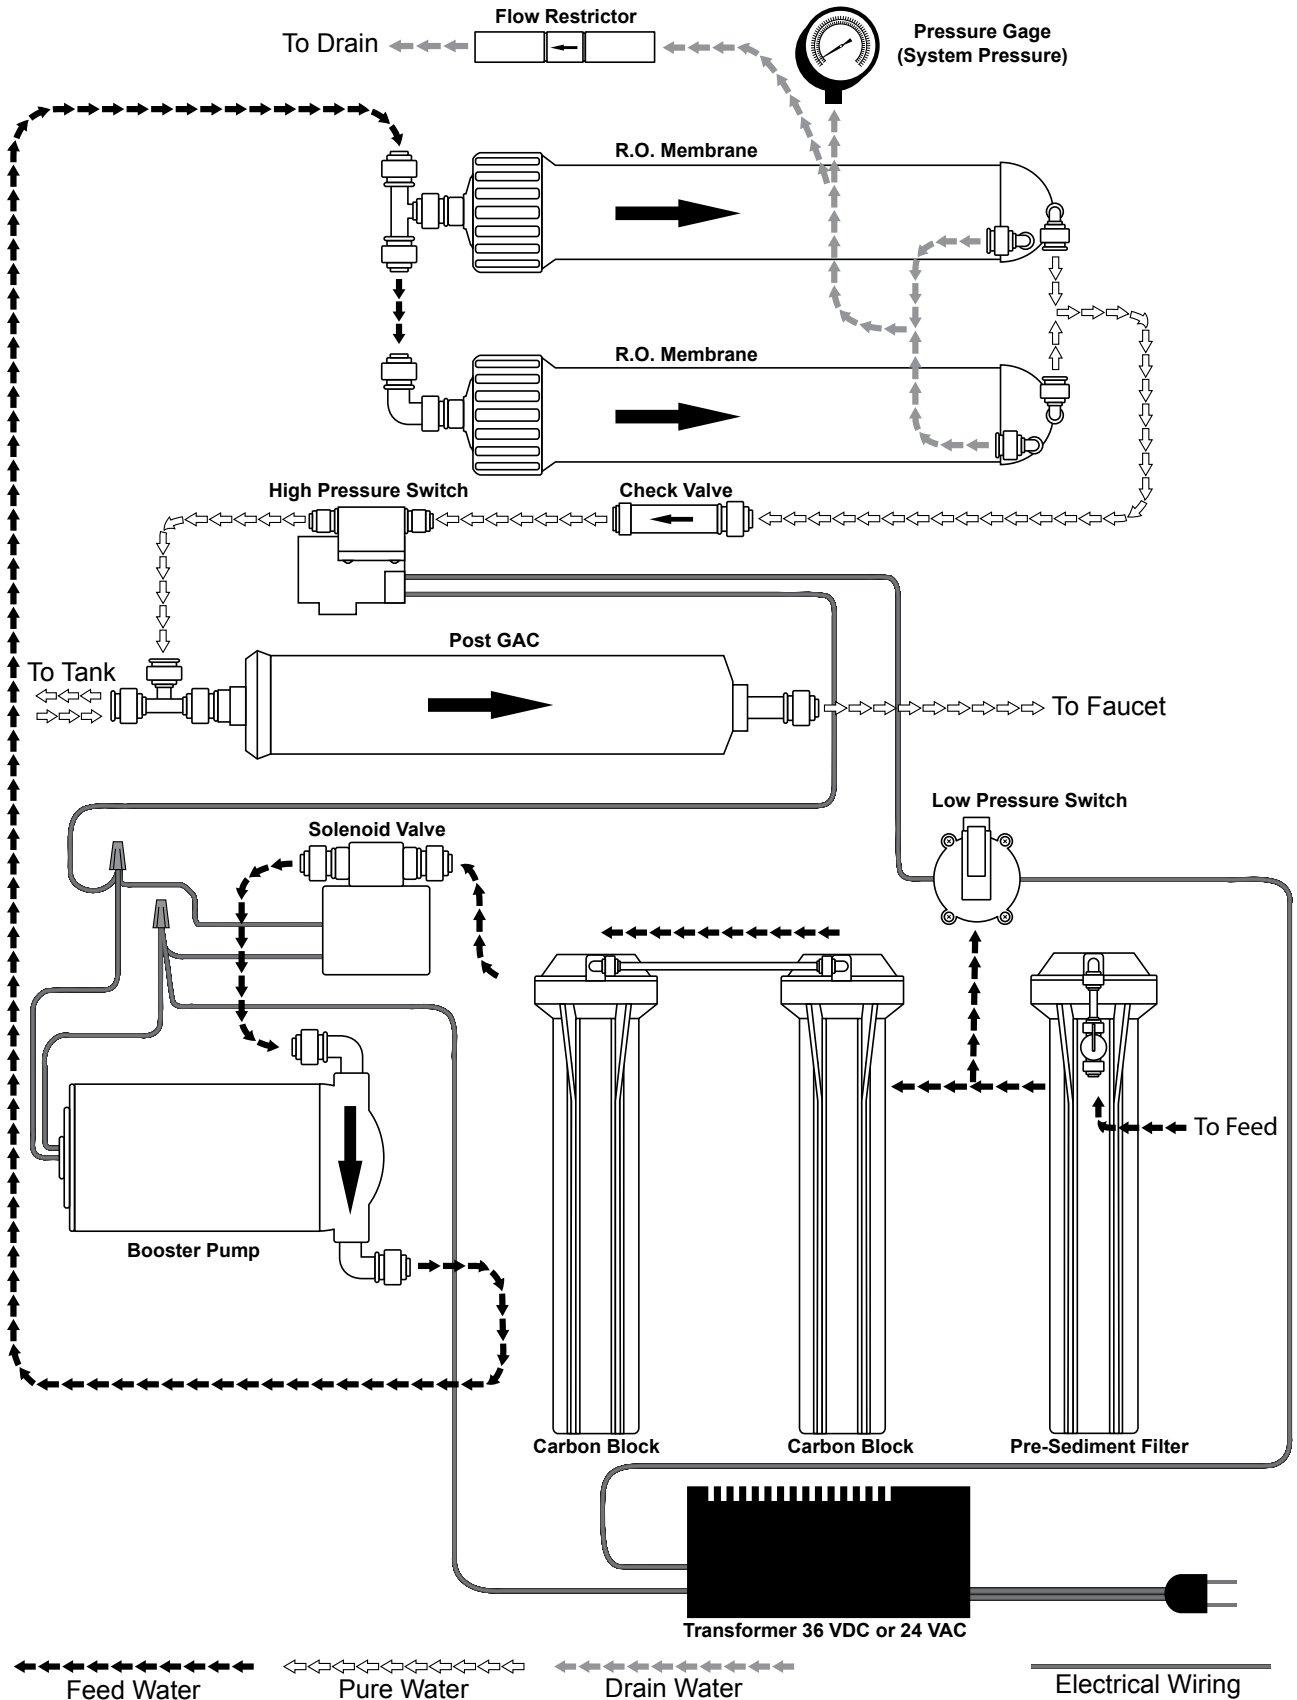 Flow Restrictor
To Drain
Pressure Gage
(System Pressure)
R.O. Membrane
R.O. Membrane
High Pressure Switch
Check Valve
Post GAC
To Tank
To Faucet
Low Pressure Switch
Solenoid Valve
To Feed
Booster Pump
Carbon Block
Carbon Block
Pre-Sediment Filter
Transformer 36 VDC or 24 VAC
Feed Water
Pure Water
Drain Water
Electrical Wiring